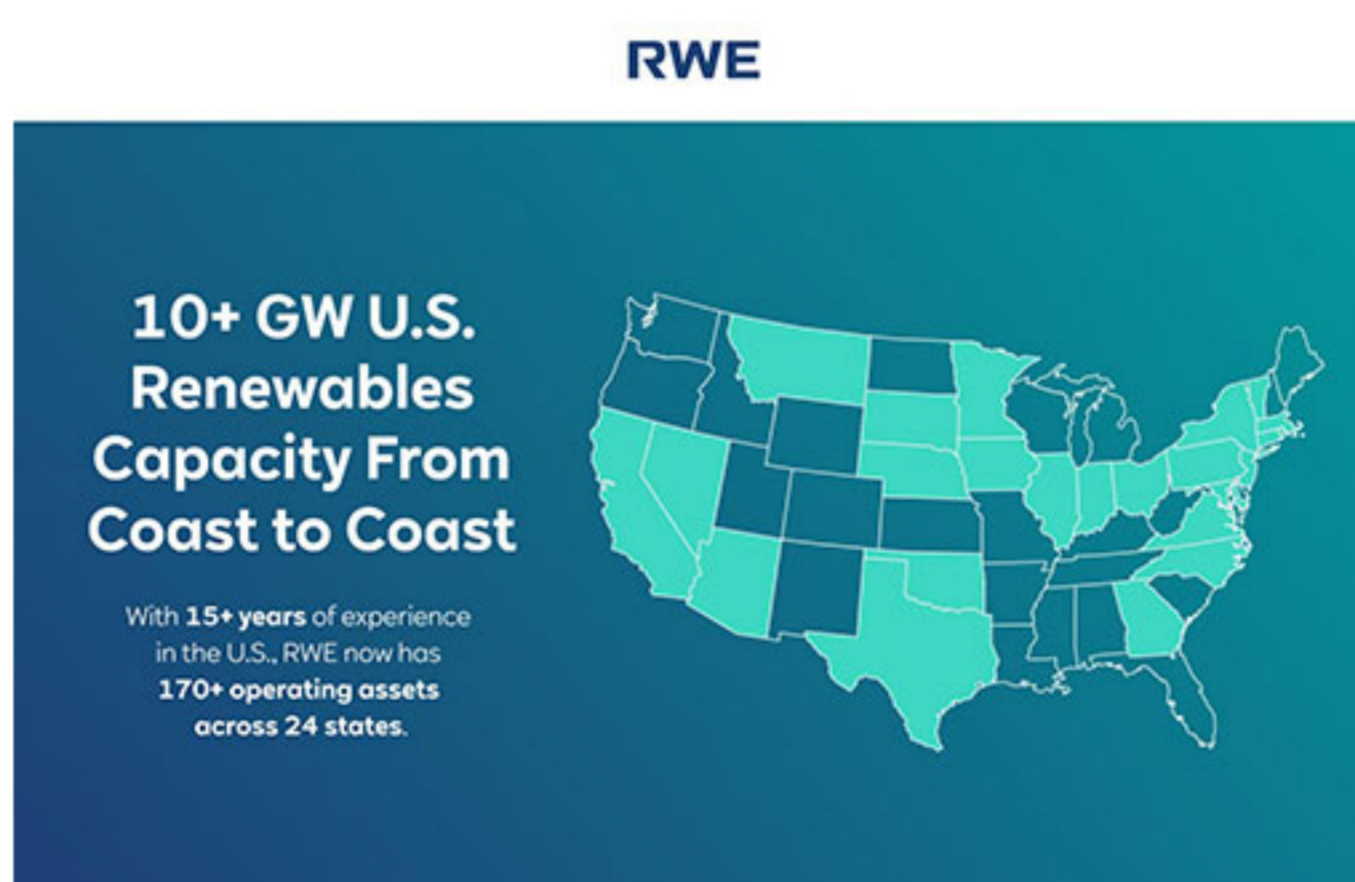 RWE
10+ GW U.S.
Renewables
Capacity From
Coast to Coast
With 15+ years of experience
in the U.S., RWE now has
170+ operating assets
across 24 states.